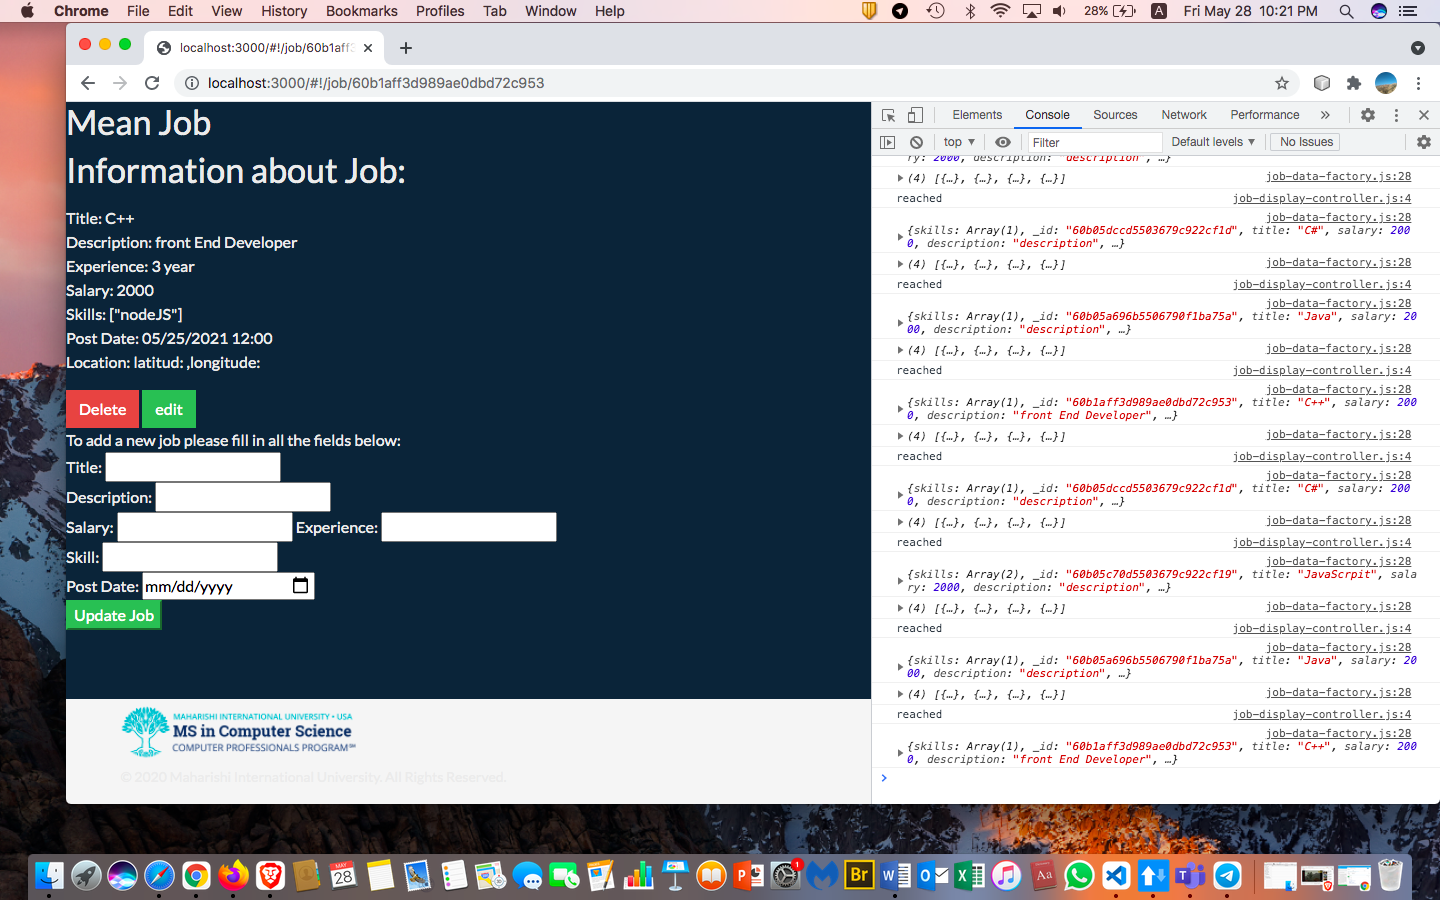 Chrome File Edit View History Bookmarks Profiles Tab Window Help 28% A Fri May 28 10:21 PM
localhost:3000/#!/job/60b1aff3
localhost:3000/#!/job/60b1aff3d989ae0dbd72c953
Mean Job
Information about Job:
Title: C++
Description: front End Developer
Experience: 3 year
Salary: 2000
Skills: ["nodeJS"]
Post Date: 05/25/2021 12:00
Location: latitud: ,longitude:
Delete edit
To add a new job please fill in all the fields below:
Title:
Description:
Salary: Experience:
Skill:
Post Date: mm/dd/yyyy
Update Job
MAHARISHI INTERNATIONAL UNIVERSITY • USA
MS in Computer Science
COMPUTER PROFESSIONALS PROGRAM℠
© 2020 Maharishi International University. All Rights Reserved.
Elements Console Sources Network Performance »
top Filter Default levels No Issues
ry: 2000, description: "description", …}
(4) [{…}, {…}, {…}, {…}] job-data-factory.js:28
reached job-display-controller.js:4
job-data-factory.js:28
{skills: Array(1), _id: "60b05dccd5503679c922cf1d", title: "C#", salary: 200
0, description: "description", …}
(4) [{…}, {…}, {…}, {…}] job-data-factory.js:28
reached job-display-controller.js:4
job-data-factory.js:28
{skills: Array(1), _id: "60b05a696b5506790f1ba75a", title: "Java", salary: 20
00, description: "description", …}
(4) [{…}, {…}, {…}, {…}] job-data-factory.js:28
reached job-display-controller.js:4
job-data-factory.js:28
{skills: Array(1), _id: "60b1aff3d989ae0dbd72c953", title: "C++", salary: 200
0, description: "front End Developer", …}
(4) [{…}, {…}, {…}, {…}] job-data-factory.js:28
reached job-display-controller.js:4
job-data-factory.js:28
{skills: Array(1), _id: "60b05dccd5503679c922cf1d", title: "C#", salary: 200
0, description: "description", …}
(4) [{…}, {…}, {…}, {…}] job-data-factory.js:28
reached job-display-controller.js:4
job-data-factory.js:28
{skills: Array(2), _id: "60b05c70d5503679c922cf19", title: "JavaScrpit", sala
ry: 2000, description: "description", …}
(4) [{…}, {…}, {…}, {…}] job-data-factory.js:28
reached job-display-controller.js:4
job-data-factory.js:28
{skills: Array(1), _id: "60b05a696b5506790f1ba75a", title: "Java", salary: 20
00, description: "description", …}
(4) [{…}, {…}, {…}, {…}] job-data-factory.js:28
reached job-display-controller.js:4
job-data-factory.js:28
{skills: Array(1), _id: "60b1aff3d989ae0dbd72c953", title: "C++", salary: 200
0, description: "front End Developer", …}
MAY 28 P 1 Br W O X Aa T